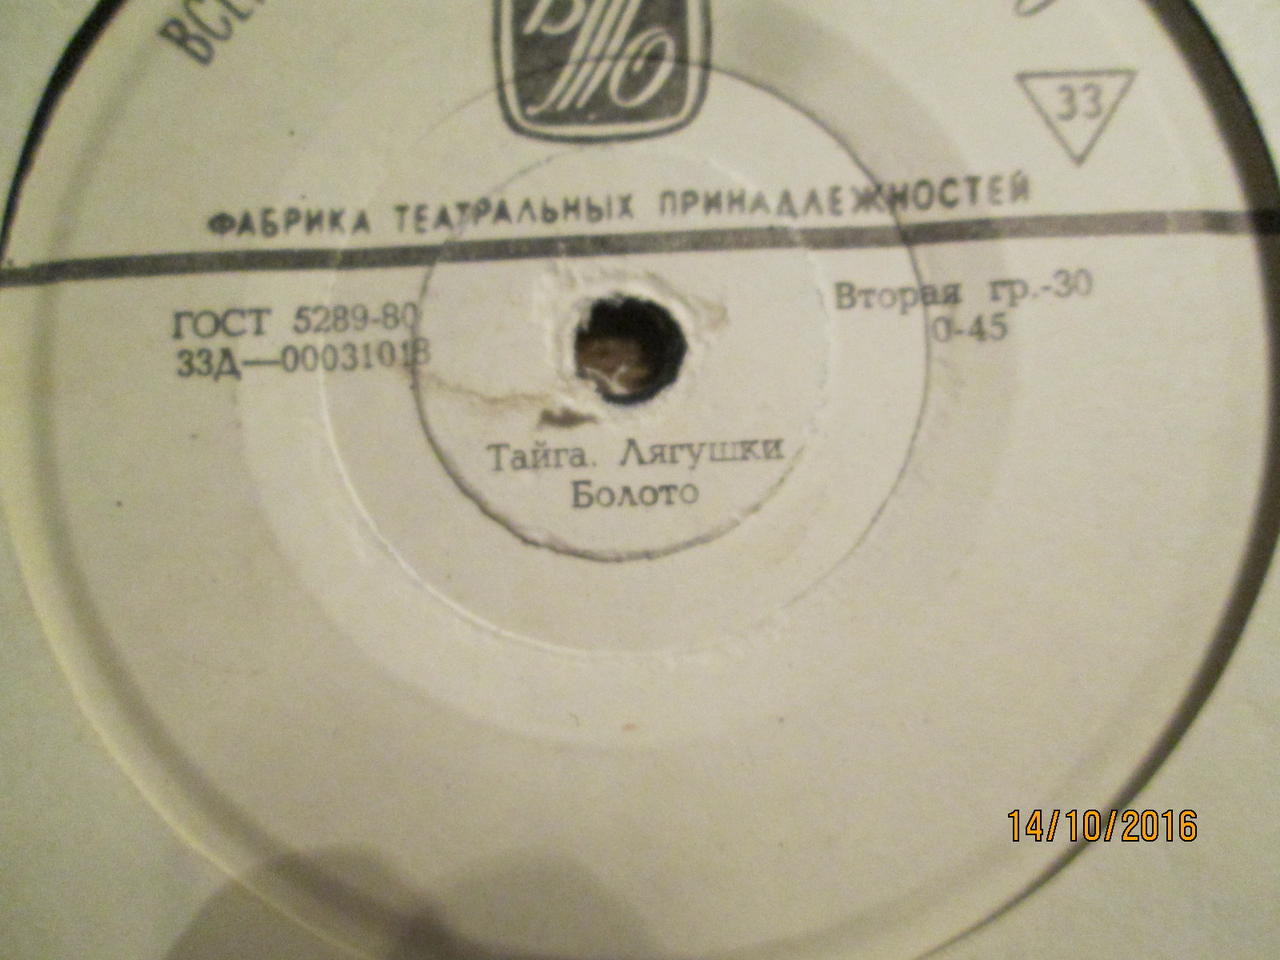 ВТО
33
ФАБРИКА ТЕАТРАЛЬНЫХ ПРИНАДЛЕЖНОСТЕЙ
ГОСТ 5289-80
33Д—00031018
Вторая гр.-30
0-45
Тайга. Лягушки
Болото
14/10/2016